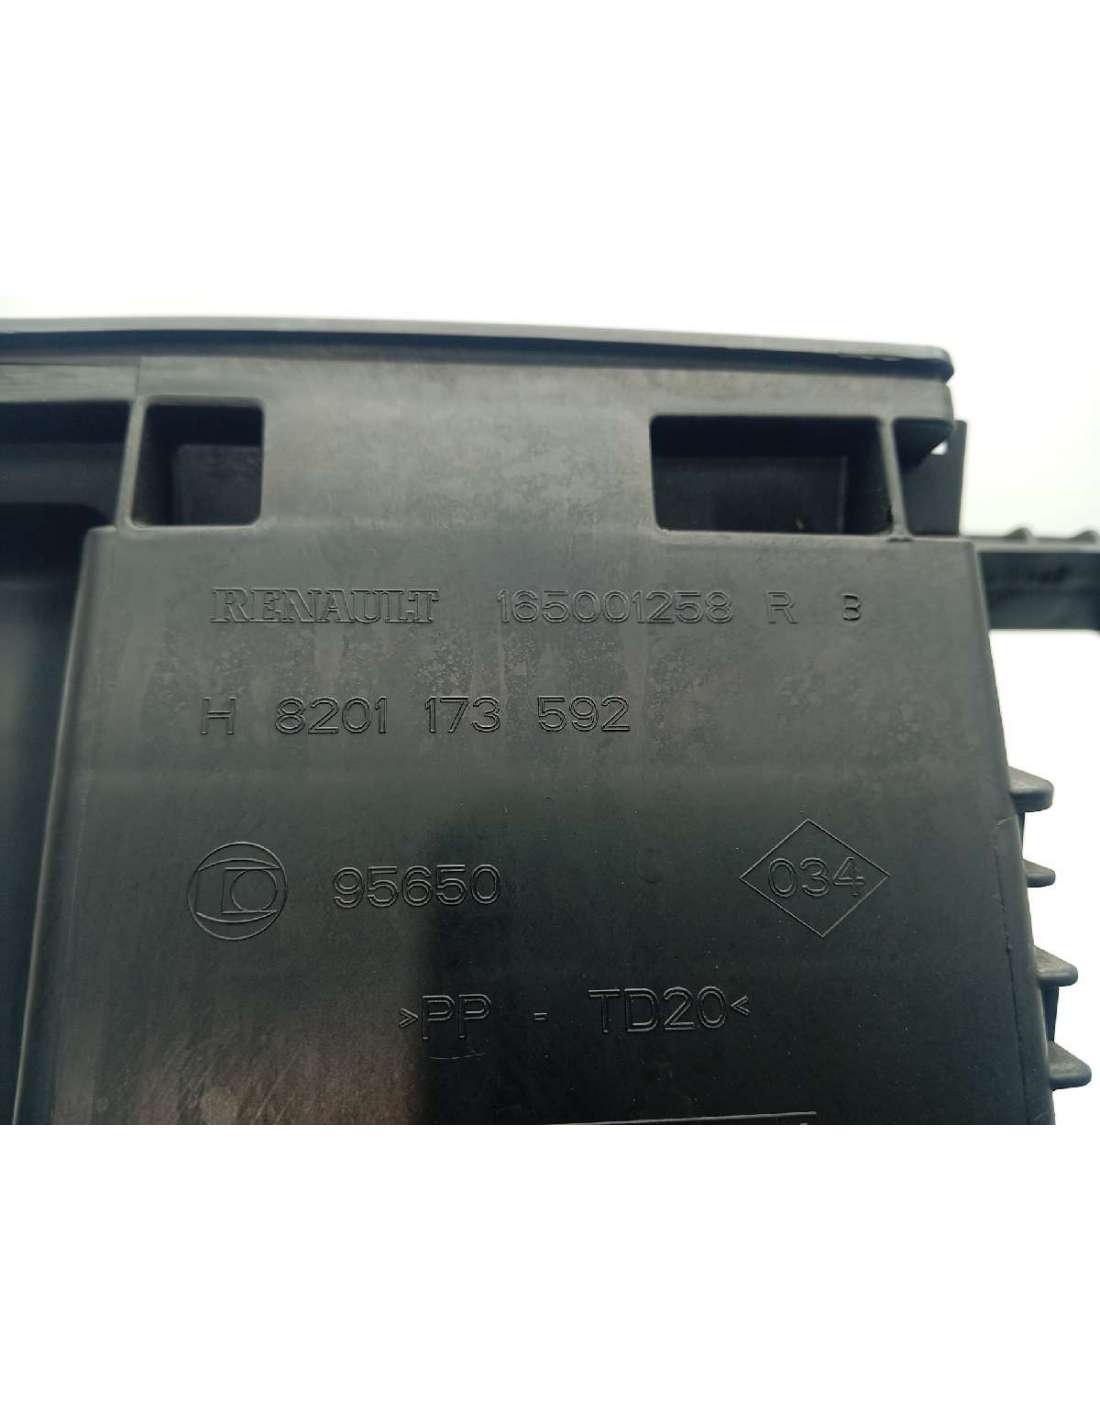 RENAULT 165001258 R B
H 8201 173 592
95650 034
>PP - TD20<